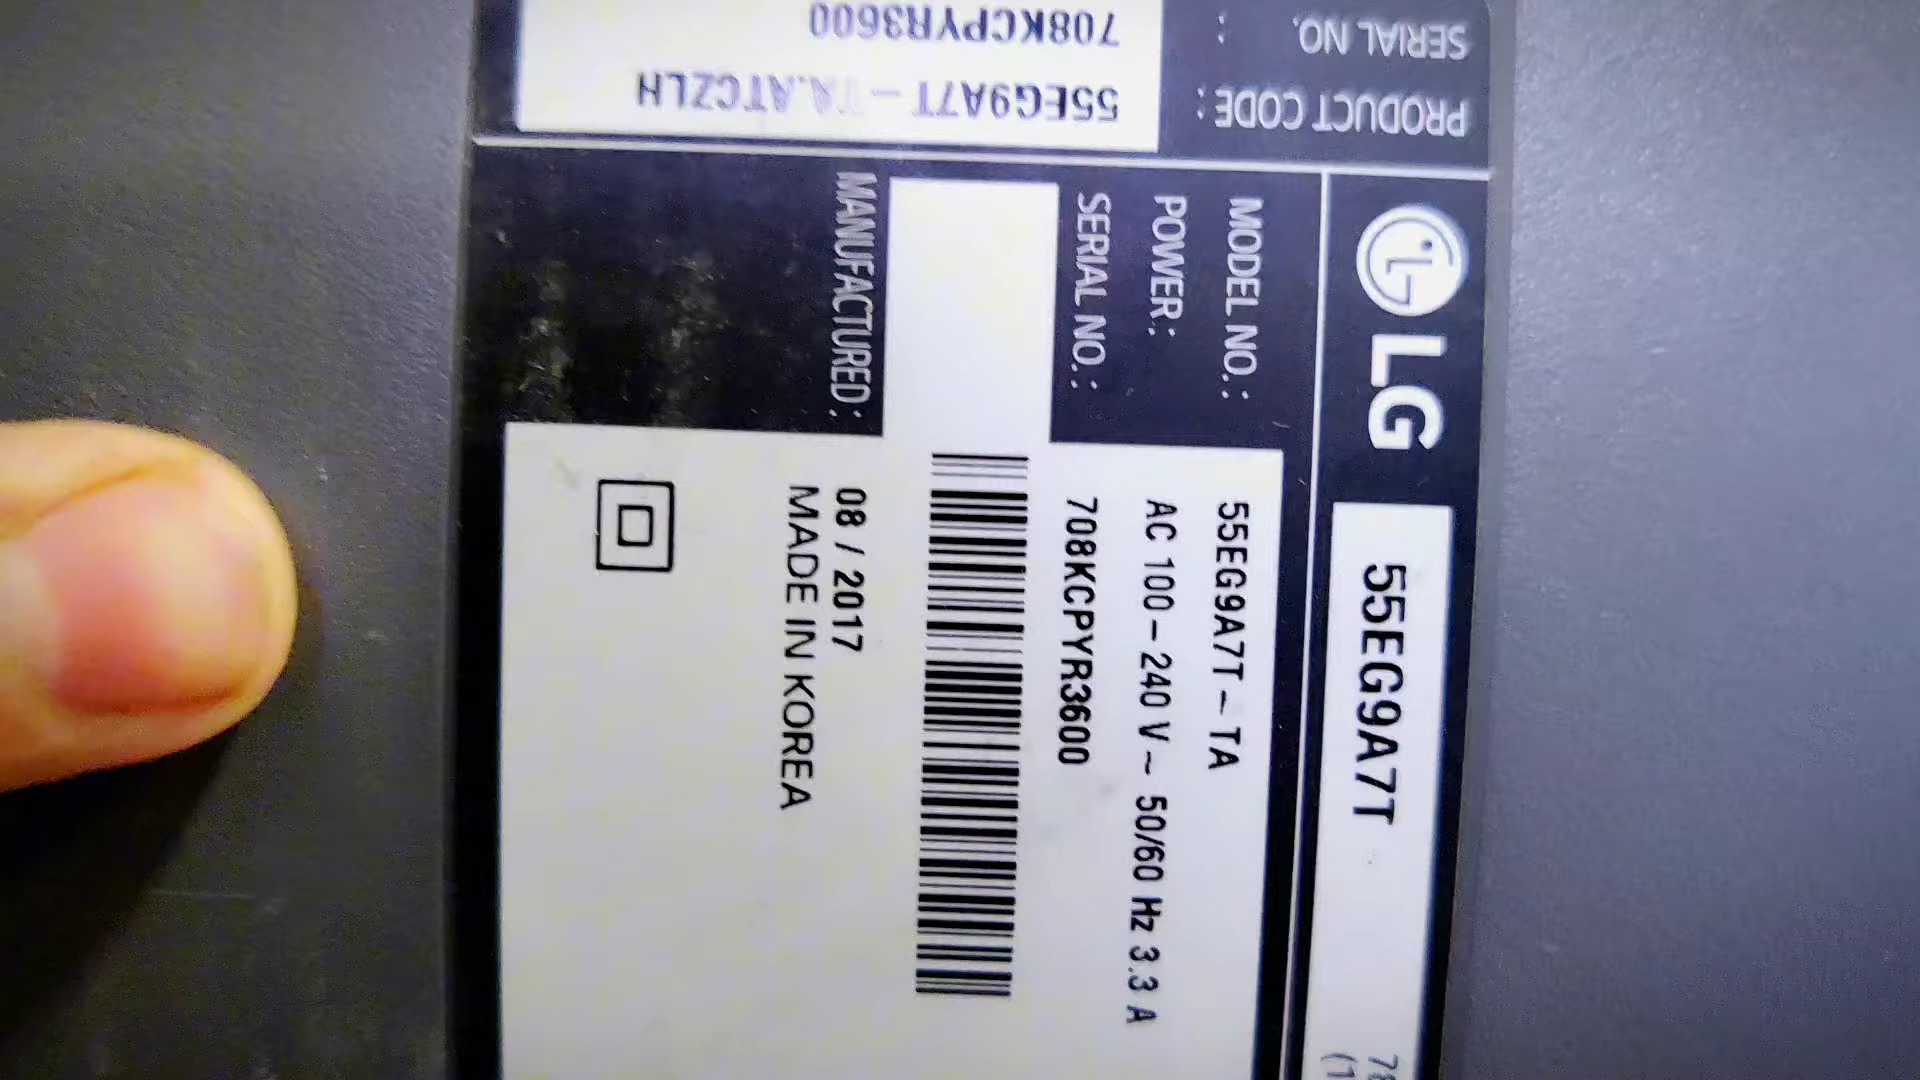 PRODUCT CODE : 55EG9A7T-TA.ATCZLH
SERIAL NO. : 708KCPYR3600
LG 55EG9A7T
MODEL NO. : 55EG9A7T-TA
POWER : AC 100-240 V~ 50/60 Hz 3.3 A
SERIAL NO. : 708KCPYR3600
MANUFACTURED : 08 / 2017
MADE IN KOREA